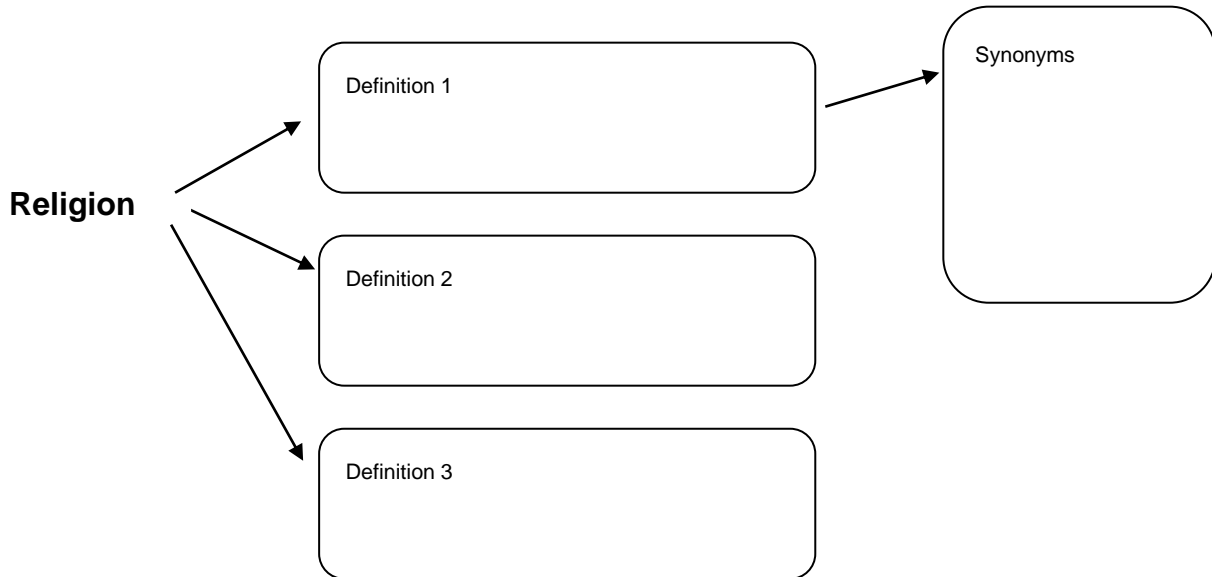 Religion
Definition 1
Definition 2
Definition 3
Synonyms